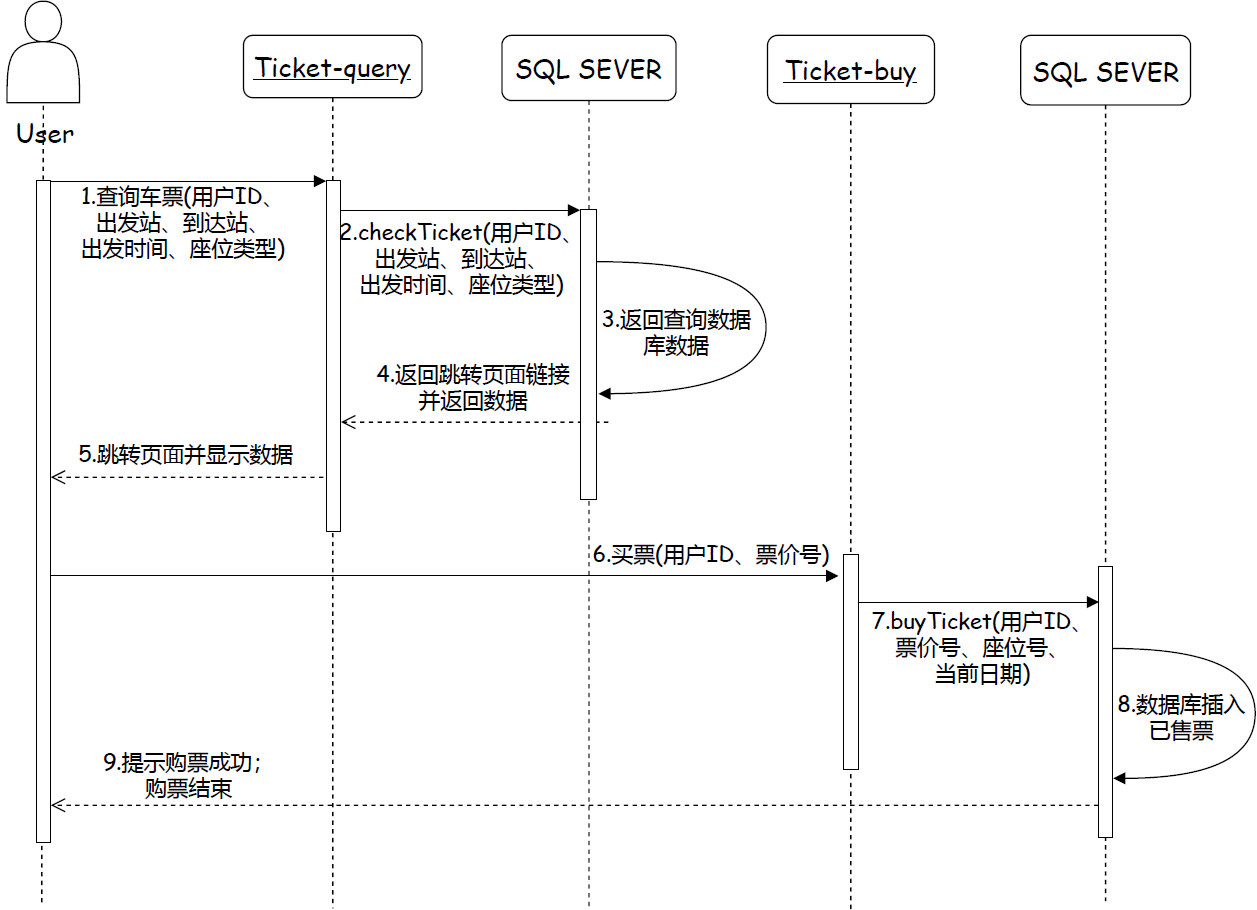 Ticket-query
SQL SEVER
Ticket-buy
SQL SEVER
User
1.查询车票(用户ID、
出发站、到达站、
出发时间、座位类型)
2.checkTicket(用户ID、
出发站、到达站、
出发时间、座位类型)
3.返回查询数据
库数据
4.返回跳转页面链接
并返回数据
5.跳转页面并显示数据
6.买票(用户ID、票价号)
7.buyTicket(用户ID、
票价号、座位号、
当前日期)
8.数据库插入
已售票
9.提示购票成功;
购票结束